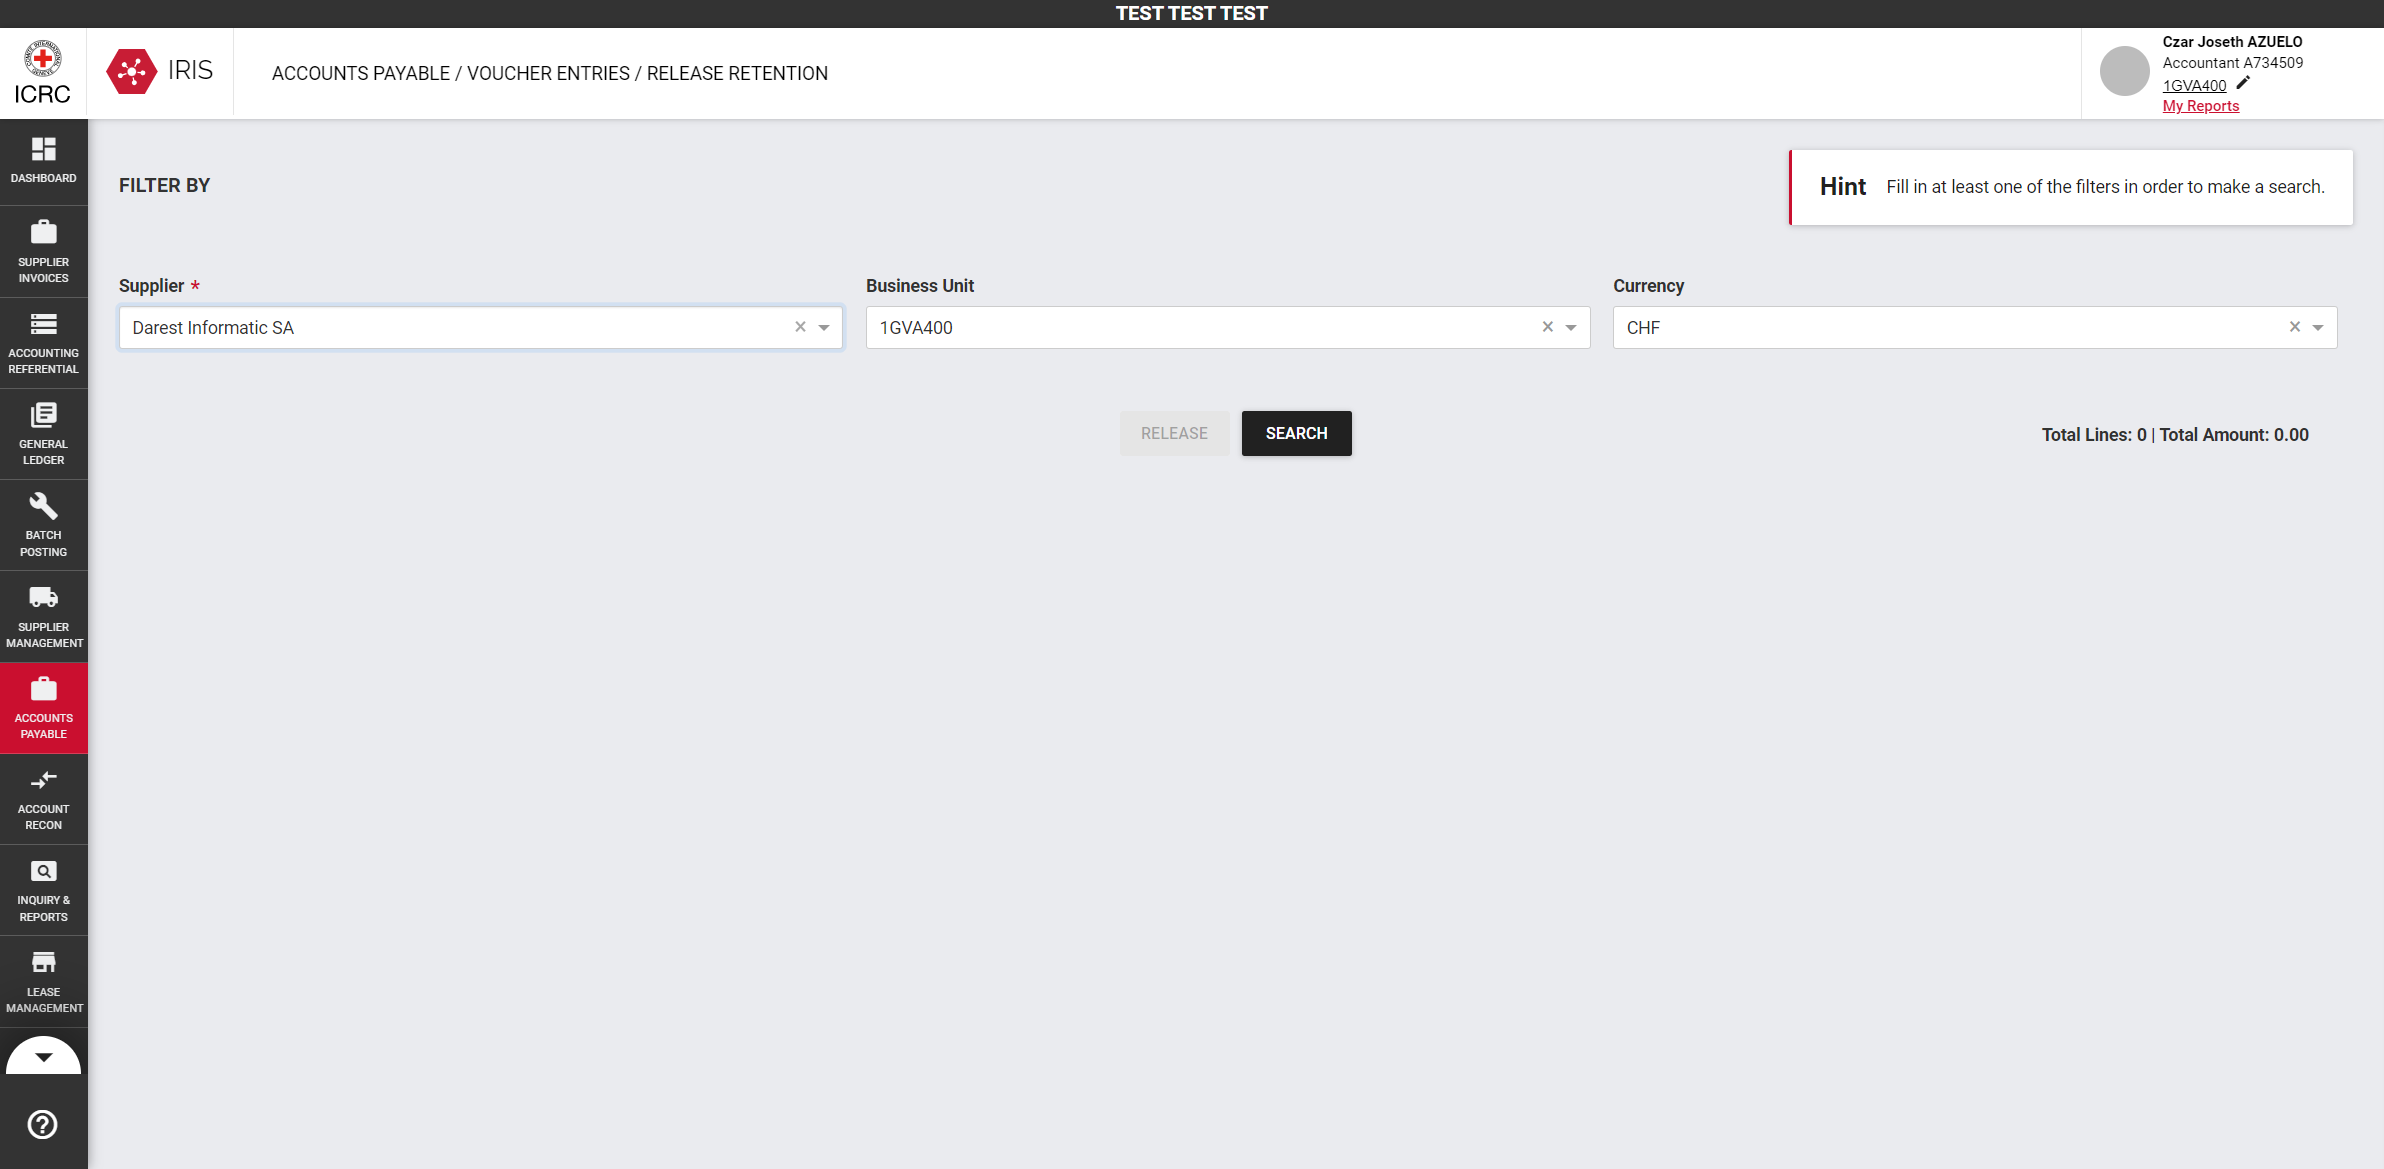 TEST TEST TEST
ICRC
IRIS
ACCOUNTS PAYABLE / VOUCHER ENTRIES / RELEASE RETENTION
Czar Joseth AZUELO
Accountant A734509
1GVA400
My Reports
DASHBOARD
SUPPLIER
INVOICES
ACCOUNTING
REFERENTIAL
GENERAL
LEDGER
BATCH
POSTING
SUPPLIER
MANAGEMENT
ACCOUNTS
PAYABLE
ACCOUNT
RECON
INQUIRY &
REPORTS
LEASE
MANAGEMENT
FILTER BY
Hint Fill in at least one of the filters in order to make a search.
Supplier *
Darest Informatic SA
Business Unit
1GVA400
Currency
CHF
RELEASE
SEARCH
Total Lines: 0 | Total Amount: 0.00